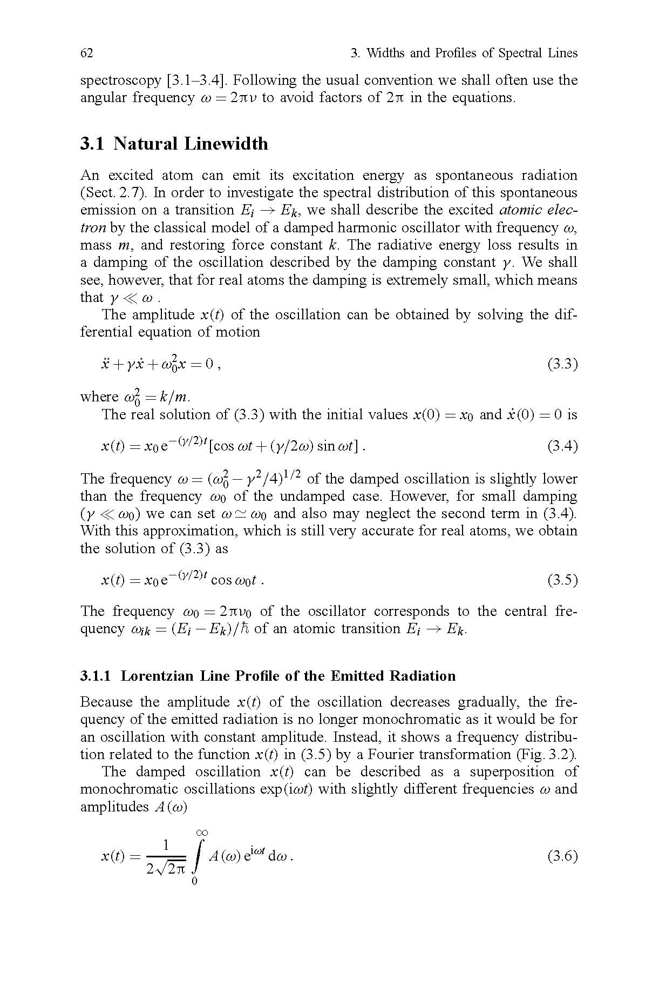 62 3. Widths and Profiles of Spectral Lines
spectroscopy [3.1–3.4]. Following the usual convention we shall often use the
angular frequency ω = 2πν to avoid factors of 2π in the equations.
3.1 Natural Linewidth
An excited atom can emit its excitation energy as spontaneous radiation
(Sect. 2.7). In order to investigate the spectral distribution of this spontaneous
emission on a transition E_i → E_k, we shall describe the excited atomic elec-
tron by the classical model of a damped harmonic oscillator with frequency ω,
mass m, and restoring force constant k. The radiative energy loss results in
a damping of the oscillation described by the damping constant γ. We shall
see, however, that for real atoms the damping is extremely small, which means
that γ ≪ ω .
The amplitude x(t) of the oscillation can be obtained by solving the dif-
ferential equation of motion
ẍ + γẋ + ω₀²x = 0 , (3.3)
where ω₀² = k/m.
The real solution of (3.3) with the initial values x(0) = x₀ and ẋ(0) = 0 is
x(t) = x₀ e^{−(γ/2)t}[cos ωt + (γ/2ω) sin ωt] . (3.4)
The frequency ω = (ω₀² − γ²/4)^{1/2} of the damped oscillation is slightly lower
than the frequency ω₀ of the undamped case. However, for small damping
(γ ≪ ω₀) we can set ω ≃ ω₀ and also may neglect the second term in (3.4).
With this approximation, which is still very accurate for real atoms, we obtain
the solution of (3.3) as
x(t) = x₀ e^{−(γ/2)t} cos ω₀t . (3.5)
The frequency ω₀ = 2πν₀ of the oscillator corresponds to the central fre-
quency ω_{ik} = (E_i − E_k)/ℏ of an atomic transition E_i → E_k.
3.1.1 Lorentzian Line Profile of the Emitted Radiation
Because the amplitude x(t) of the oscillation decreases gradually, the fre-
quency of the emitted radiation is no longer monochromatic as it would be for
an oscillation with constant amplitude. Instead, it shows a frequency distribu-
tion related to the function x(t) in (3.5) by a Fourier transformation (Fig. 3.2).
The damped oscillation x(t) can be described as a superposition of
monochromatic oscillations exp(iωt) with slightly different frequencies ω and
amplitudes A(ω)
x(t) = 1/(2√(2π)) ∫₀^∞ A(ω) e^{iωt} dω . (3.6)